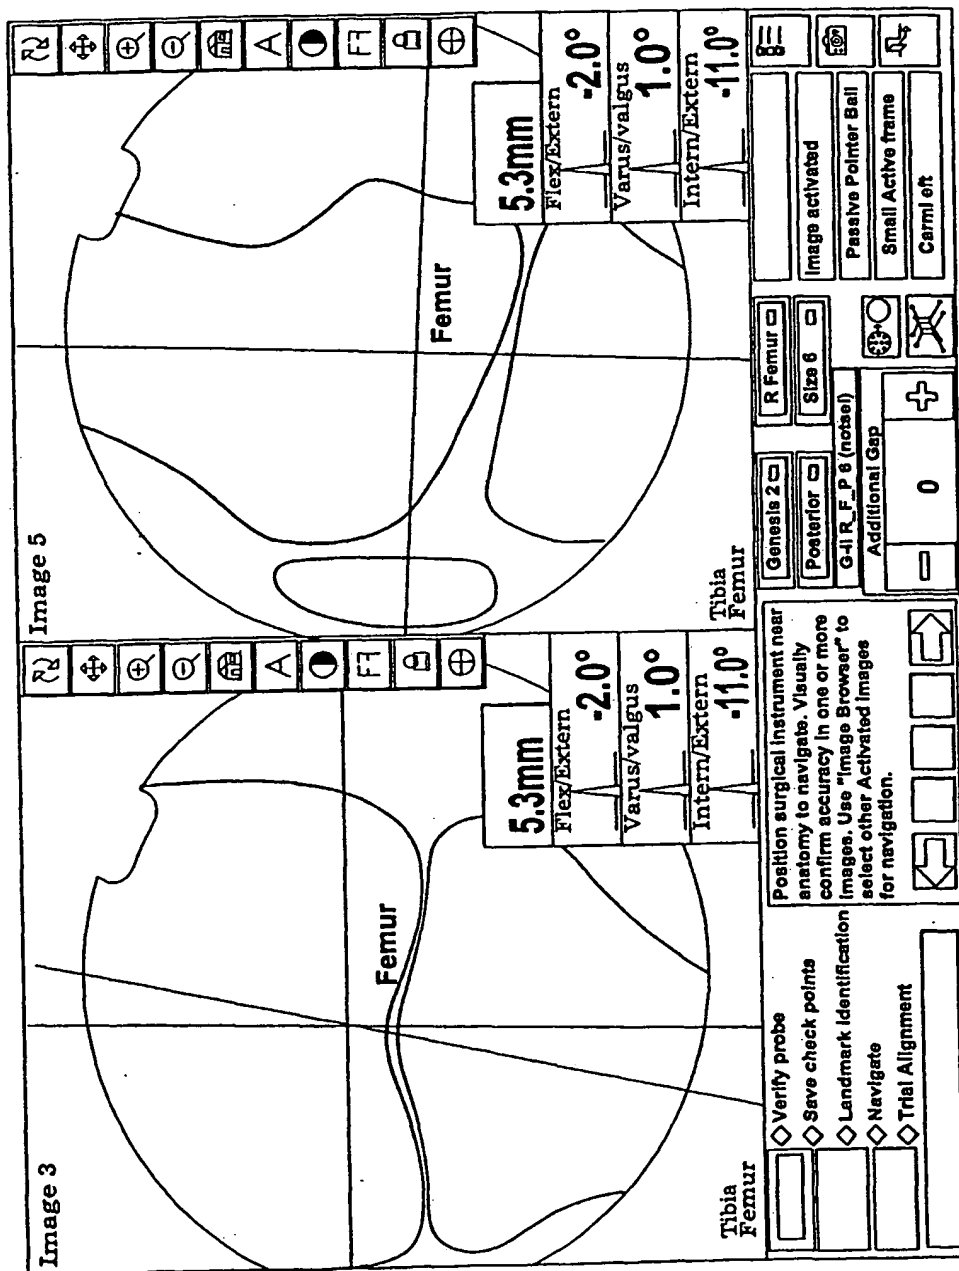 Image 3
Femur
Tibia
Femur
A
5.3mm
Flex/Extern
-2.0°
Varus/valgus
1.0°
Intern/Extern
-11.0°
Image 5
Femur
Tibia
Femur
A
5.3mm
Flex/Extern
-2.0°
Varus/valgus
1.0°
Intern/Extern
-11.0°
Verify probe
Save check points
Landmark Identification
Navigate
Trial Alignment
Position surgical instrument near
anatomy to navigate. Visually
confirm accuracy in one or more
images. Use "Image Browser" to
select other Activated Images
for navigation.
Genesis 2
R Femur
Posterior
Size 6
G-II R_F_P 6 (notsel)
Additional Gap
0
Image activated
Passive Pointer Ball
Small Active frame
Carml eft